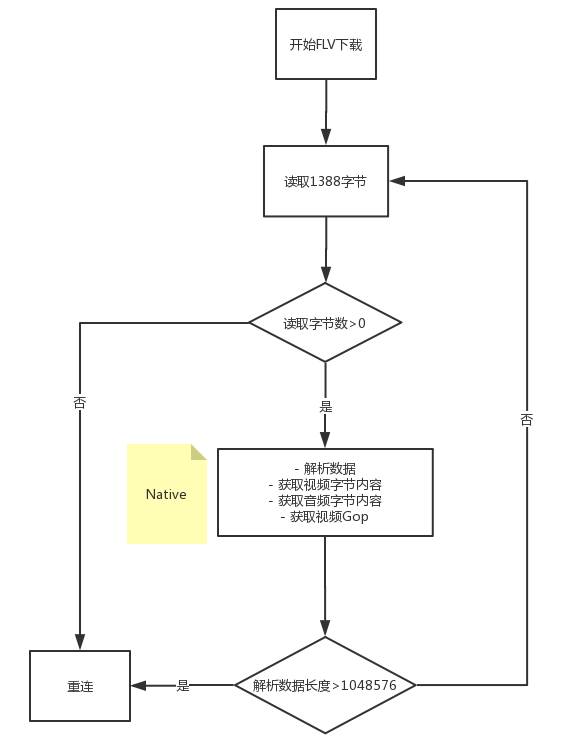 开始FLV下载
读取1388字节
读取字节数>0
否
是
否
Native
- 解析数据
- 获取视频字节内容
- 获取音频字节内容
- 获取视频Gop
重连
是
解析数据长度>1048576